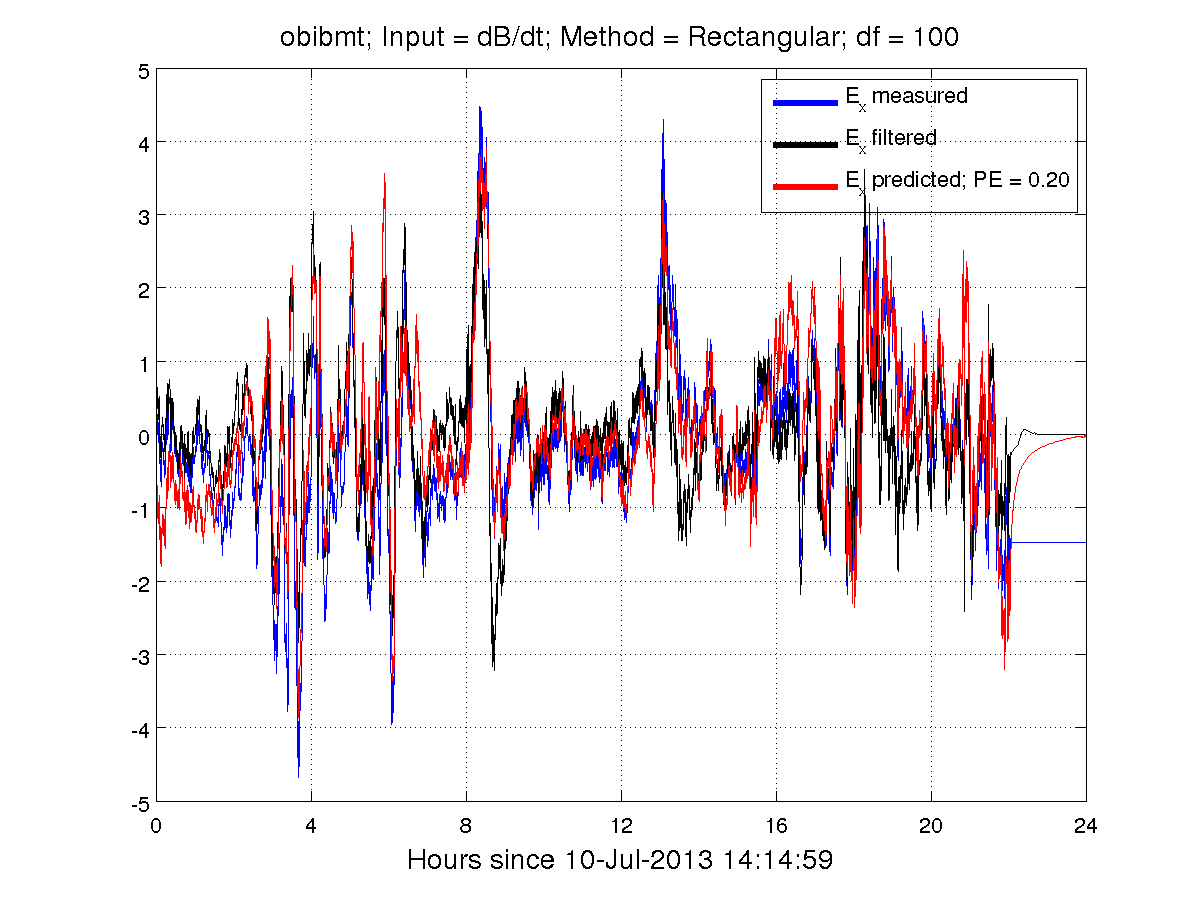 obibmt; Input = dB/dt; Method = Rectangular; df = 100
5
4
3
2
1
0
-1
-2
-3
-4
-5
E_x measured
E_x filtered
E_x predicted; PE = 0.20
0 4 8 12 16 20 24
Hours since 10-Jul-2013 14:14:59